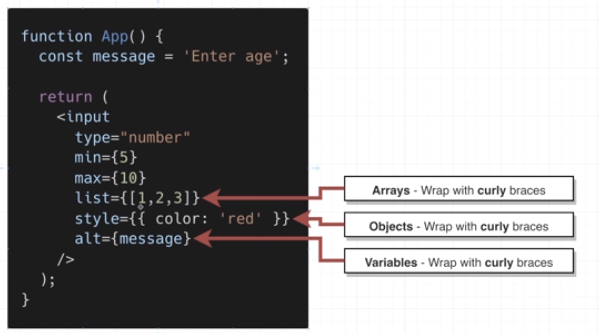 function App() {
const message = 'Enter age';
return (
<input
type="number"
min={5}
max={10}
list={[1,2,3]}
style={{ color: 'red' }}
alt={message}
/>
);
}
Arrays - Wrap with curly braces
Objects - Wrap with curly braces
Variables - Wrap with curly braces